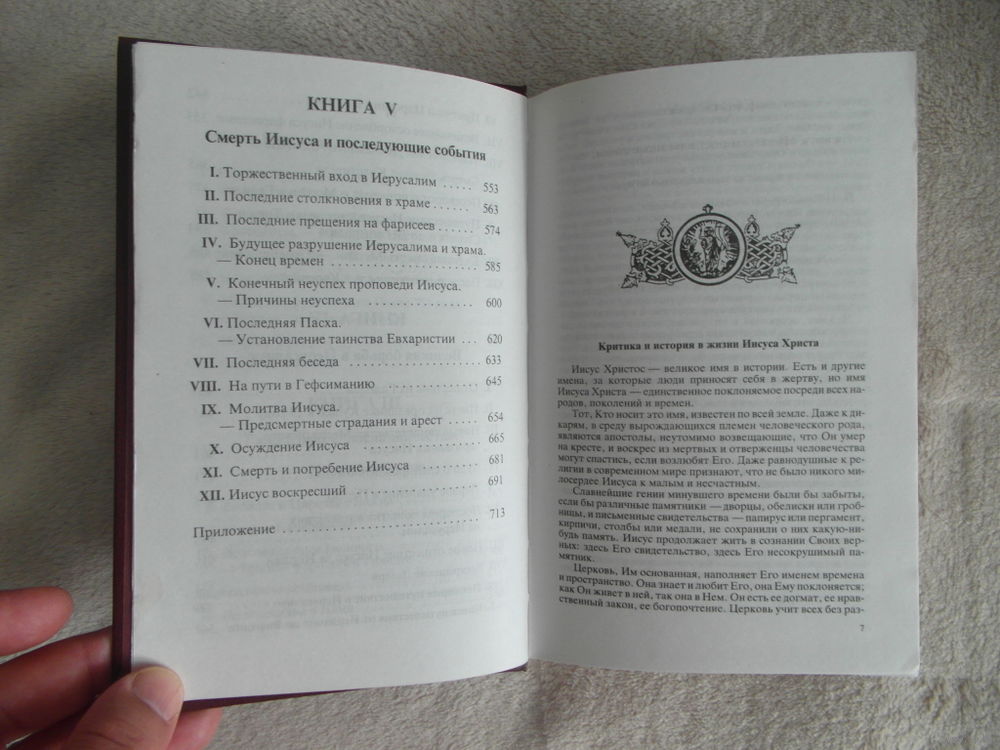 КНИГА V
Смерть Иисуса и последующие события
I. Торжественный вход в Иерусалим ..... 553
II. Последние столкновения в храме ...... 563
III. Последние прещения на фарисеев ...... 574
IV. Будущее разрушение Иерусалима и храма.
— Конец времен .................... 585
V. Конечный неуспех проповеди Иисуса.
— Причины неуспеха .............. 600
VI. Последняя Пасха.
— Установление таинства Евхаристии ... 620
VII. Последняя беседа .................... 633
VIII. На пути в Гефсиманию ............. 645
IX. Молитва Иисуса.
— Предсмертные страдания и арест ..... 654
X. Осуждение Иисуса ................. 665
XI. Смерть и погребение Иисуса ......... 681
XII. Иисус воскресший ................. 691
Приложение ............................ 713
Критика и история в жизни Иисуса Христа
Иисус Христос — великое имя в истории. Есть и другие
имена, за которые люди приносят себя в жертву, но имя
Иисуса Христа — единственное поклоняемое посреди всех на-
родов, поколений и времен.
Тот, Кто носит это имя, известен по всей земле. Даже к ди-
карям, в среду вырождающихся племен человеческого рода,
являются апостолы, неутомимо возвещающие, что Он умер
на кресте, и воскрес из мертвых и отверженцы человечества
могут спастись, если возлюбят Его. Даже равнодушные к ре-
лигии в современном мире признают, что не было никого ми-
лосердее Иисуса к малым и несчастным.
Славнейшие гении минувшего времени были бы забыты,
если бы различные памятники — дворцы, обелиски или гроб-
ницы, и письменные свидетельства — папирус или пергамент,
кирпичи, столбы или медали, не сохранили о них какую-ни-
будь память. Иисус продолжает жить в сознании Своих вер-
ных: здесь Его свидетельство, здесь Его несокрушимый па-
мятник.
Церковь, Им основанная, наполняет Его именем времена
и пространство. Она знает и любит Его, она Ему поклоняется;
как Он живет в ней, так она в Нем. Он есть ее догмат, ее нрав-
ственный закон, ее богопочтение. Церковь учит всех без раз-
7